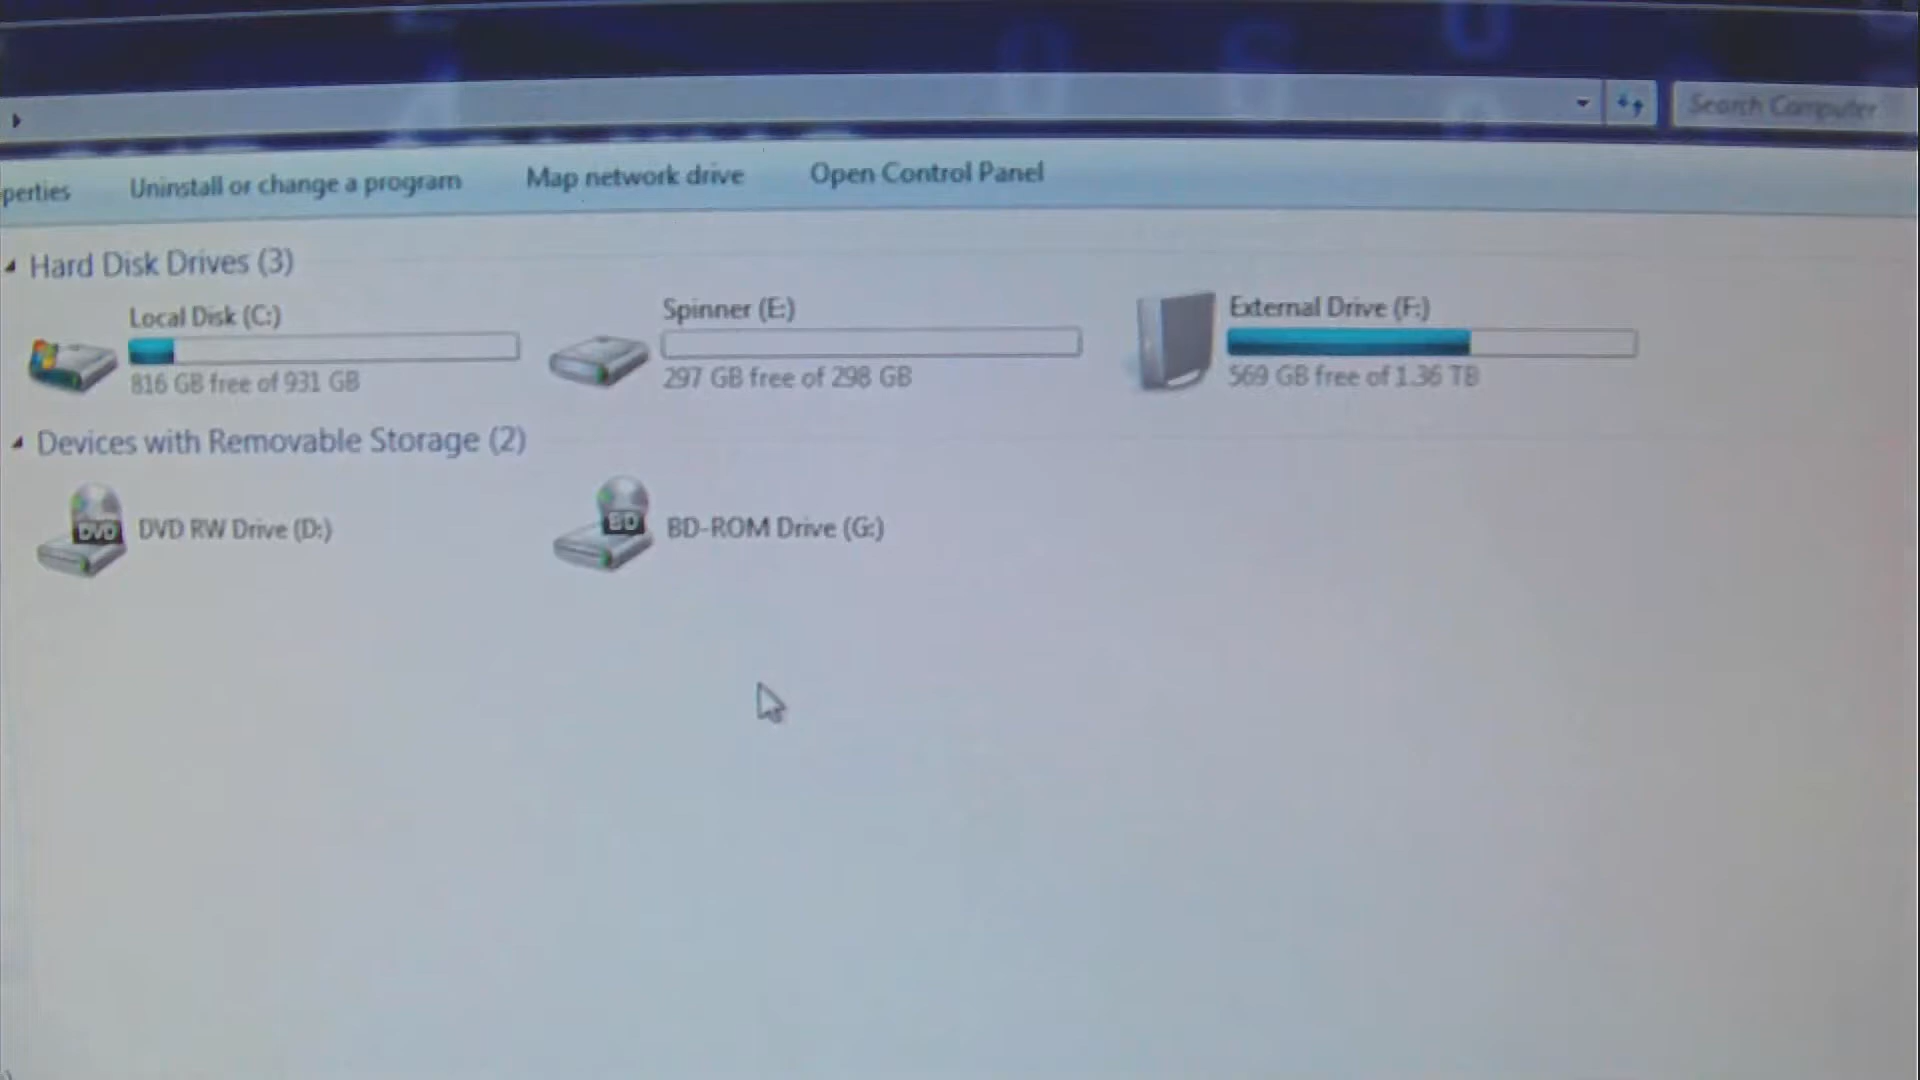 Search Computer
perties Uninstall or change a program Map network drive Open Control Panel
Hard Disk Drives (3)
Local Disk (C:)
816 GB free of 931 GB
Spinner (E:)
297 GB free of 298 GB
External Drive (F:)
569 GB free of 1.36 TB
Devices with Removable Storage (2)
DVD
DVD RW Drive (D:)
BD
BD-ROM Drive (G:)